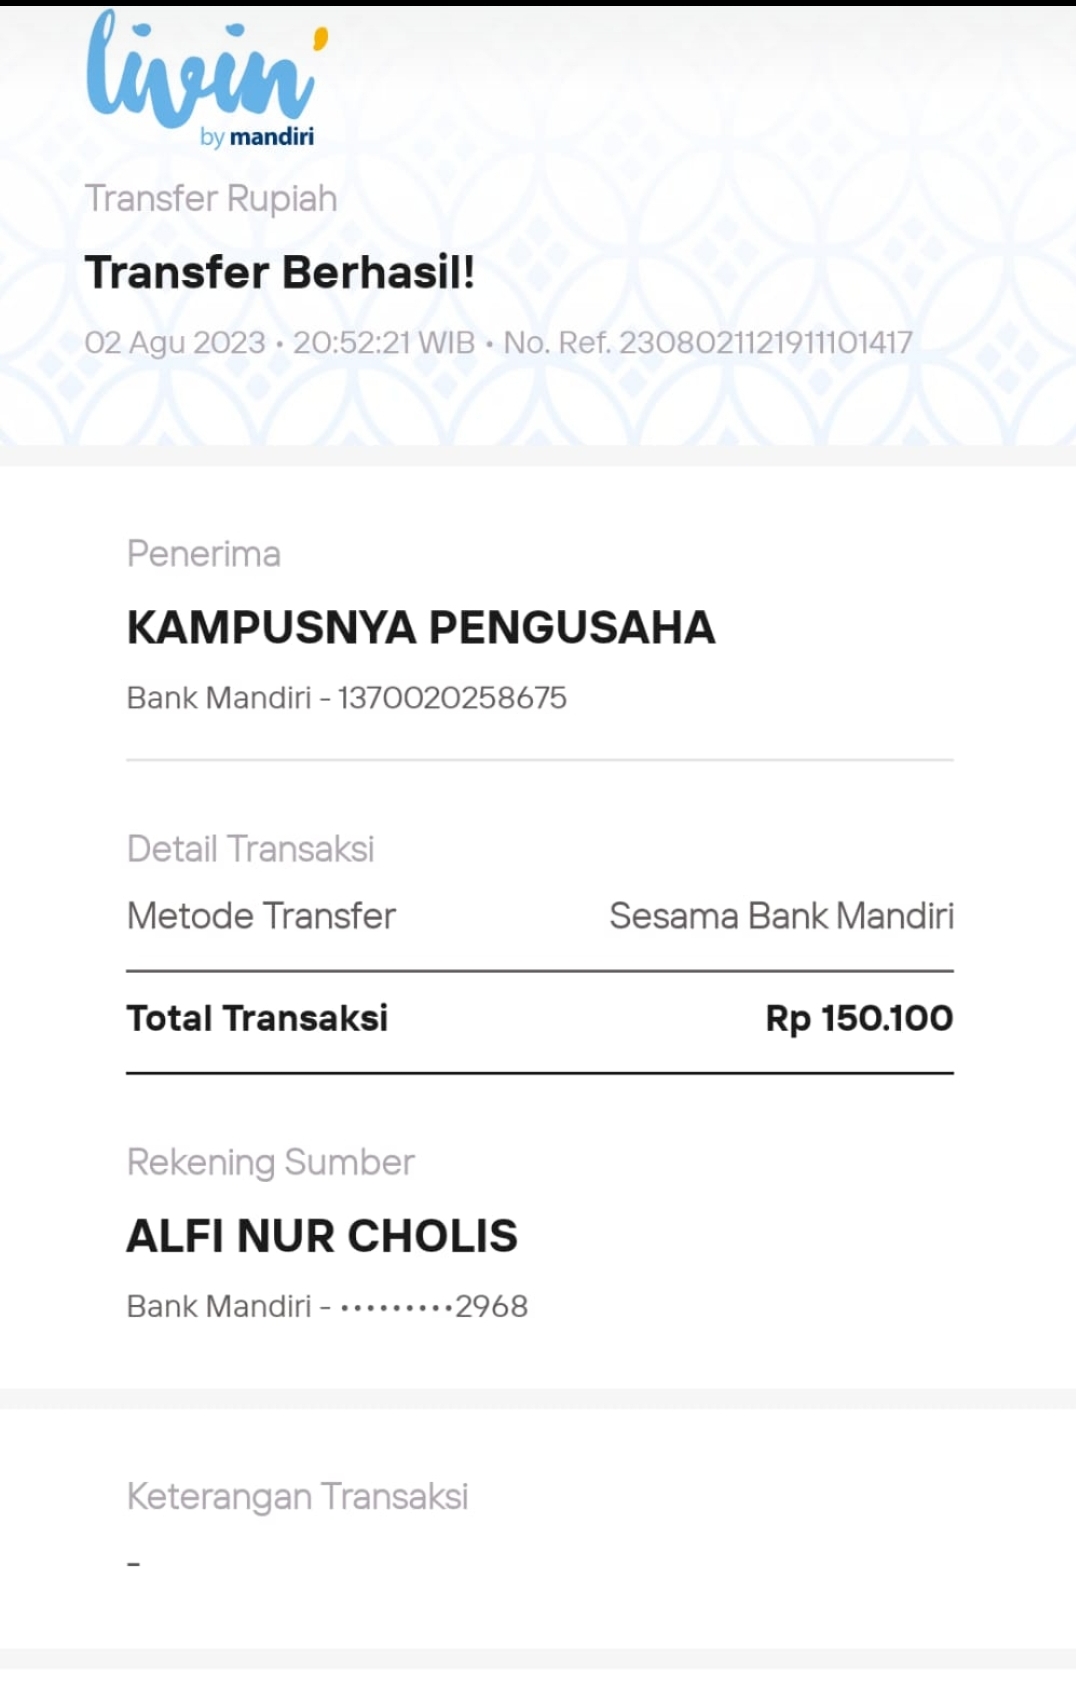 livin'
by mandiri
Transfer Rupiah
Transfer Berhasil!
02 Agu 2023 • 20:52:21 WIB • No. Ref. 2308021121911101417
Penerima
KAMPUSNYA PENGUSAHA
Bank Mandiri - 1370020258675
Detail Transaksi
Metode Transfer Sesama Bank Mandiri
Total Transaksi Rp 150.100
Rekening Sumber
ALFI NUR CHOLIS
Bank Mandiri - •••••••••2968
Keterangan Transaksi
-